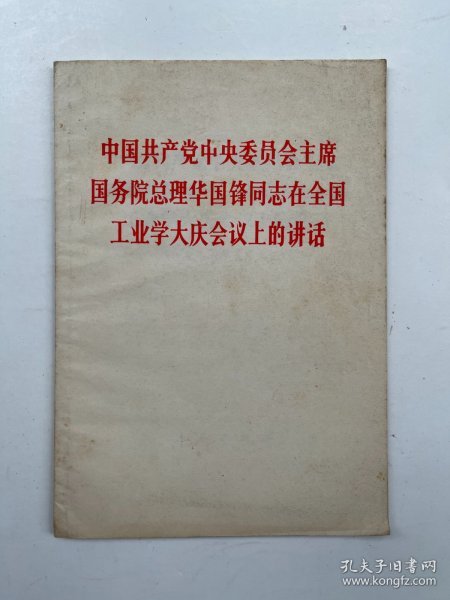 中国共产党中央委员会主席
国务院总理华国锋同志在全国
工业学大庆会议上的讲话
孔夫子旧书网
www.kongfz.com